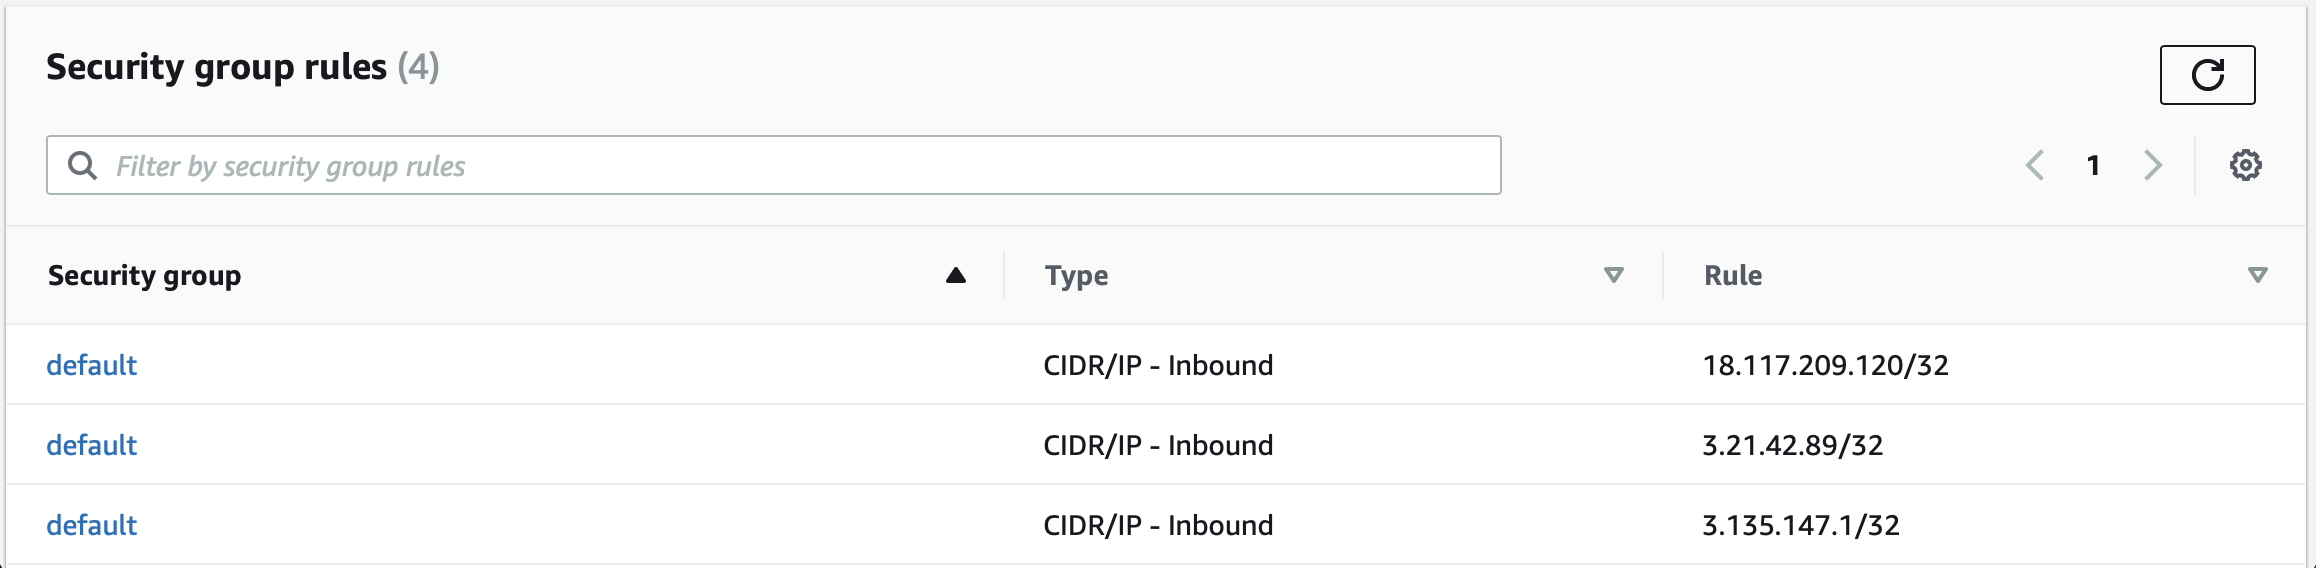 Security group rules (4)
Filter by security group rules
1
Security group Type Rule
default CIDR/IP - Inbound 18.117.209.120/32
default CIDR/IP - Inbound 3.21.42.89/32
default CIDR/IP - Inbound 3.135.147.1/32